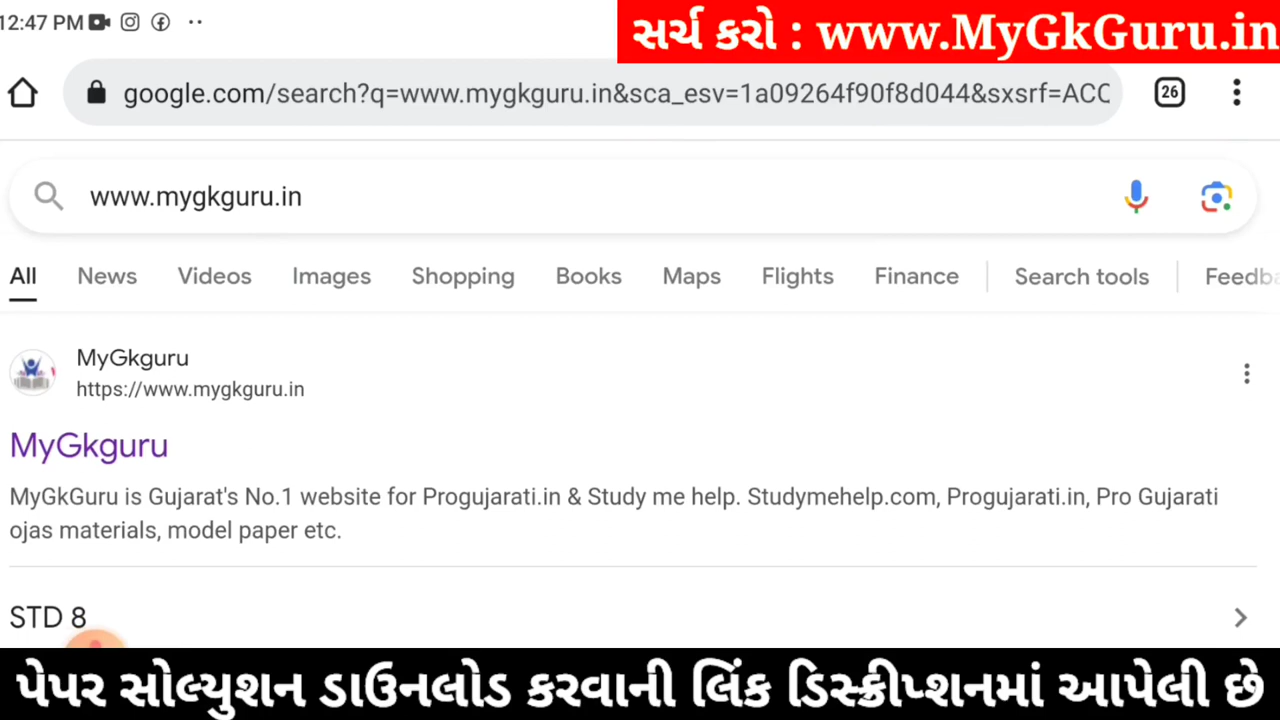 12:47 PM
સર્ચ કરો : www.MyGkGuru.in
google.com/search?q=www.mygkguru.in&sca_esv=1a09264f90f8d044&sxsrf=ACC
26
www.mygkguru.in
All News Videos Images Shopping Books Maps Flights Finance Search tools Feedba
MyGkguru
https://www.mygkguru.in
MyGkguru
MyGkGuru is Gujarat's No.1 website for Progujarati.in & Study me help. Studymehelp.com, Progujarati.in, Pro Gujarati
ojas materials, model paper etc.
STD 8
પેપર સોલ્યુશન ડાઉનલોડ કરવાની લિંક ડિસ્ક્રીપ્શનમાં આપેલી છે